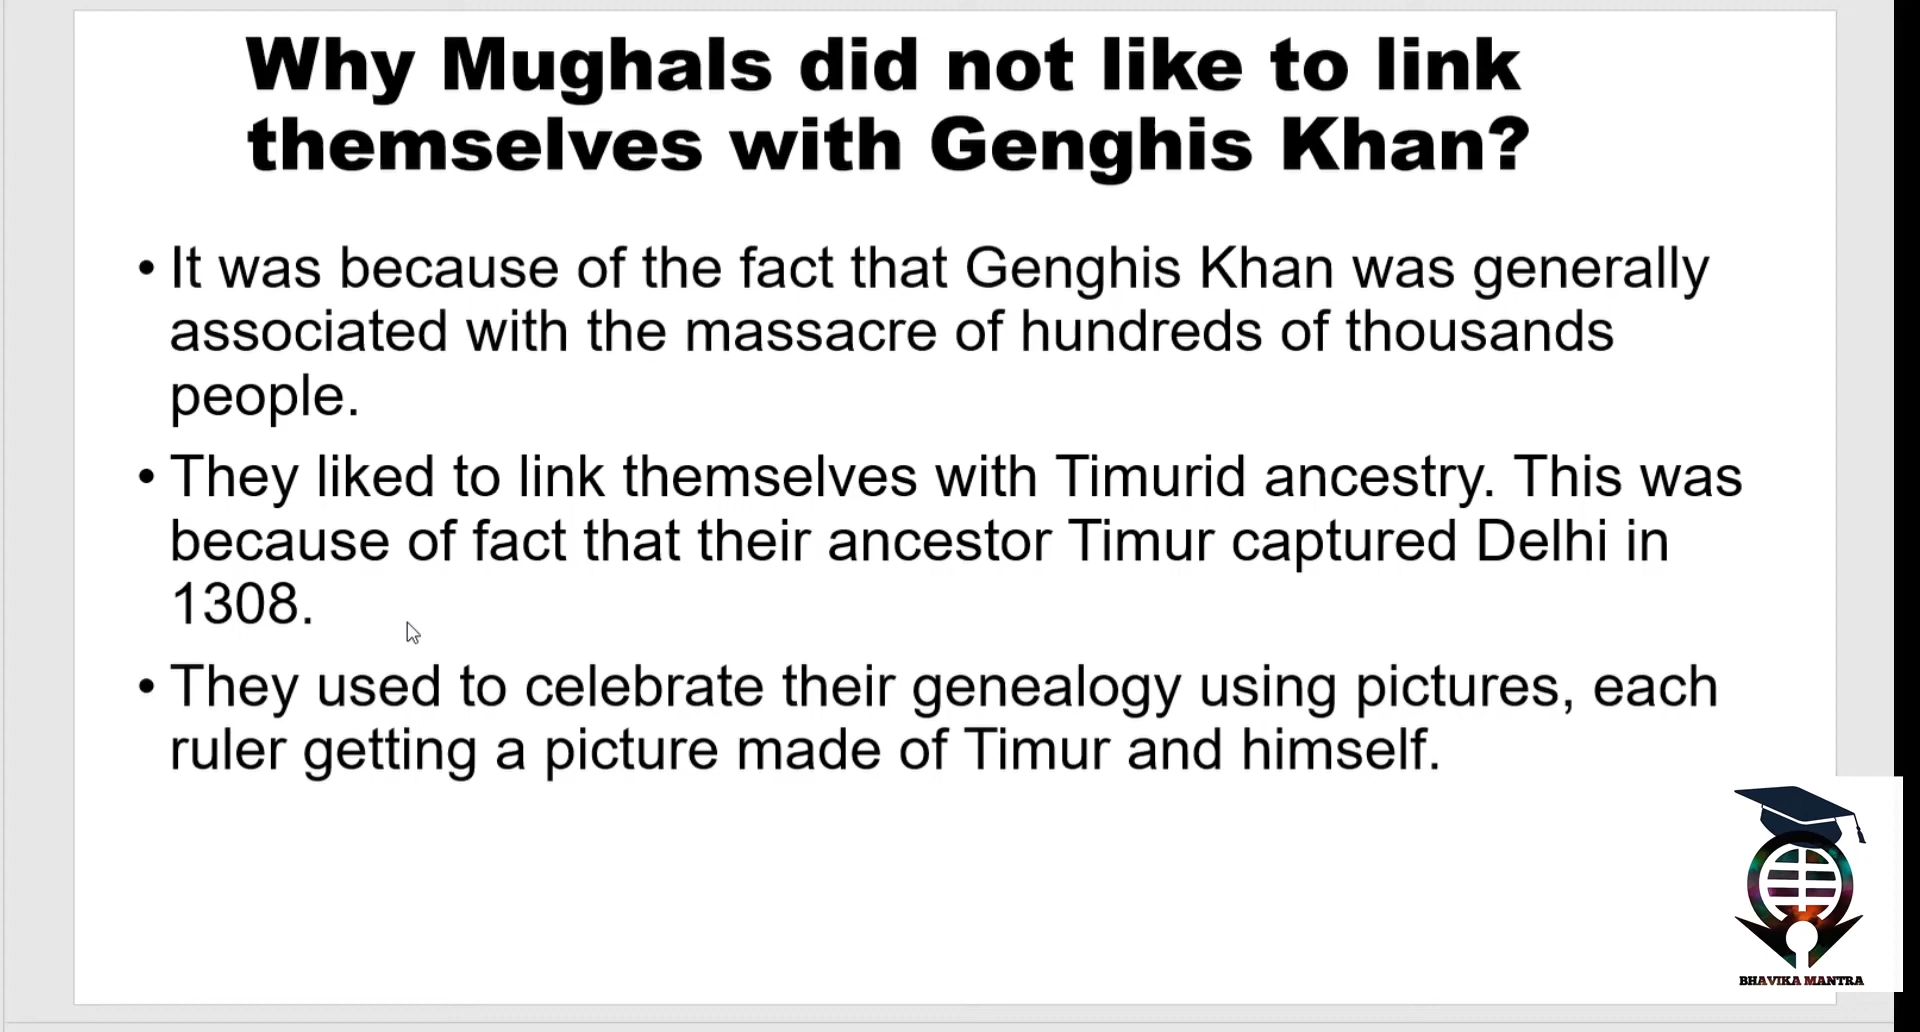 Why Mughals did not like to link
themselves with Genghis Khan?
• It was because of the fact that Genghis Khan was generally
associated with the massacre of hundreds of thousands
people.
• They liked to link themselves with Timurid ancestry. This was
because of fact that their ancestor Timur captured Delhi in
1308.
• They used to celebrate their genealogy using pictures, each
ruler getting a picture made of Timur and himself.
BHAVIKA MANTRA